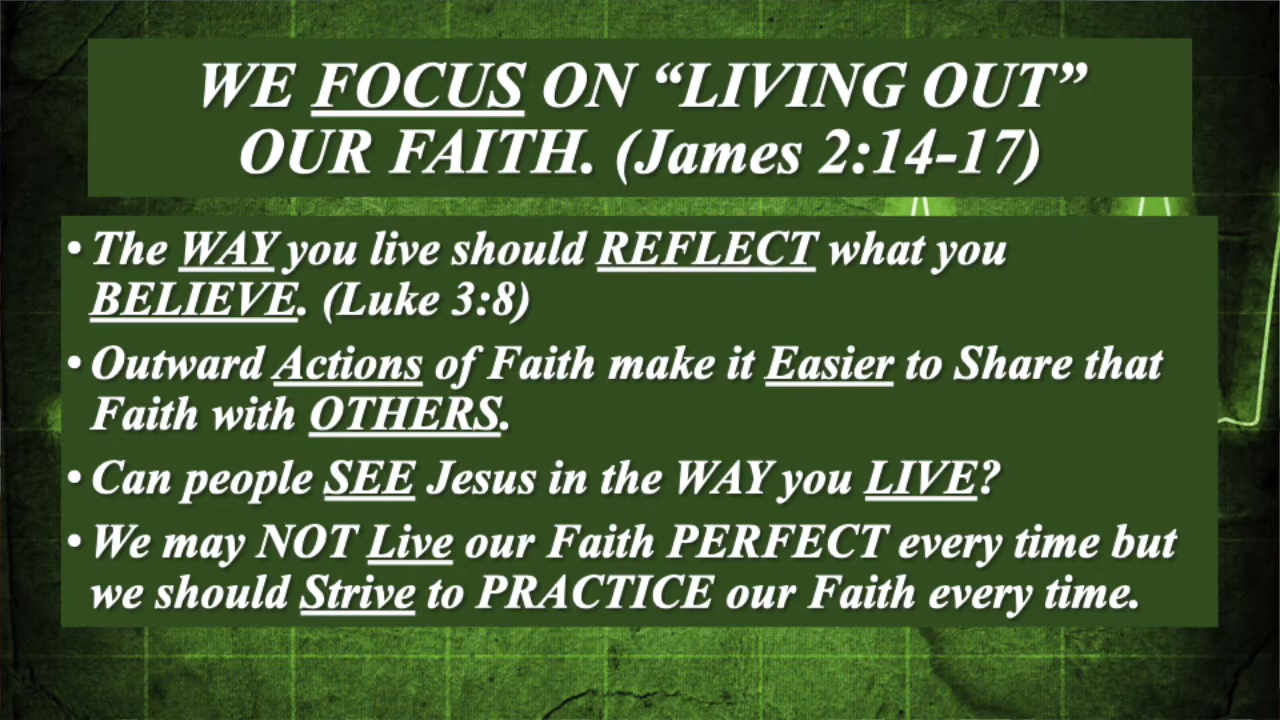 WE FOCUS ON “LIVING OUT”
OUR FAITH. (James 2:14-17)
• The WAY you live should REFLECT what you
BELIEVE. (Luke 3:8)
• Outward Actions of Faith make it Easier to Share that
Faith with OTHERS.
• Can people SEE Jesus in the WAY you LIVE?
• We may NOT Live our Faith PERFECT every time but
we should Strive to PRACTICE our Faith every time.